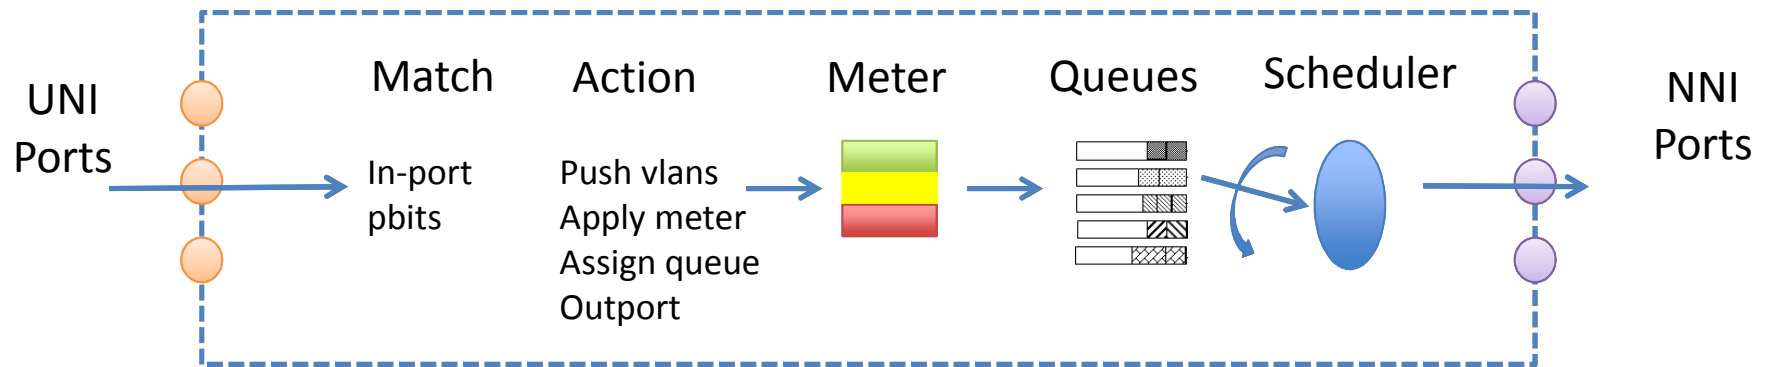 UNI
Ports
Match
In-port
pbits
Action
Push vlans
Apply meter
Assign queue
Outport
Meter
Queues
Scheduler
NNI
Ports